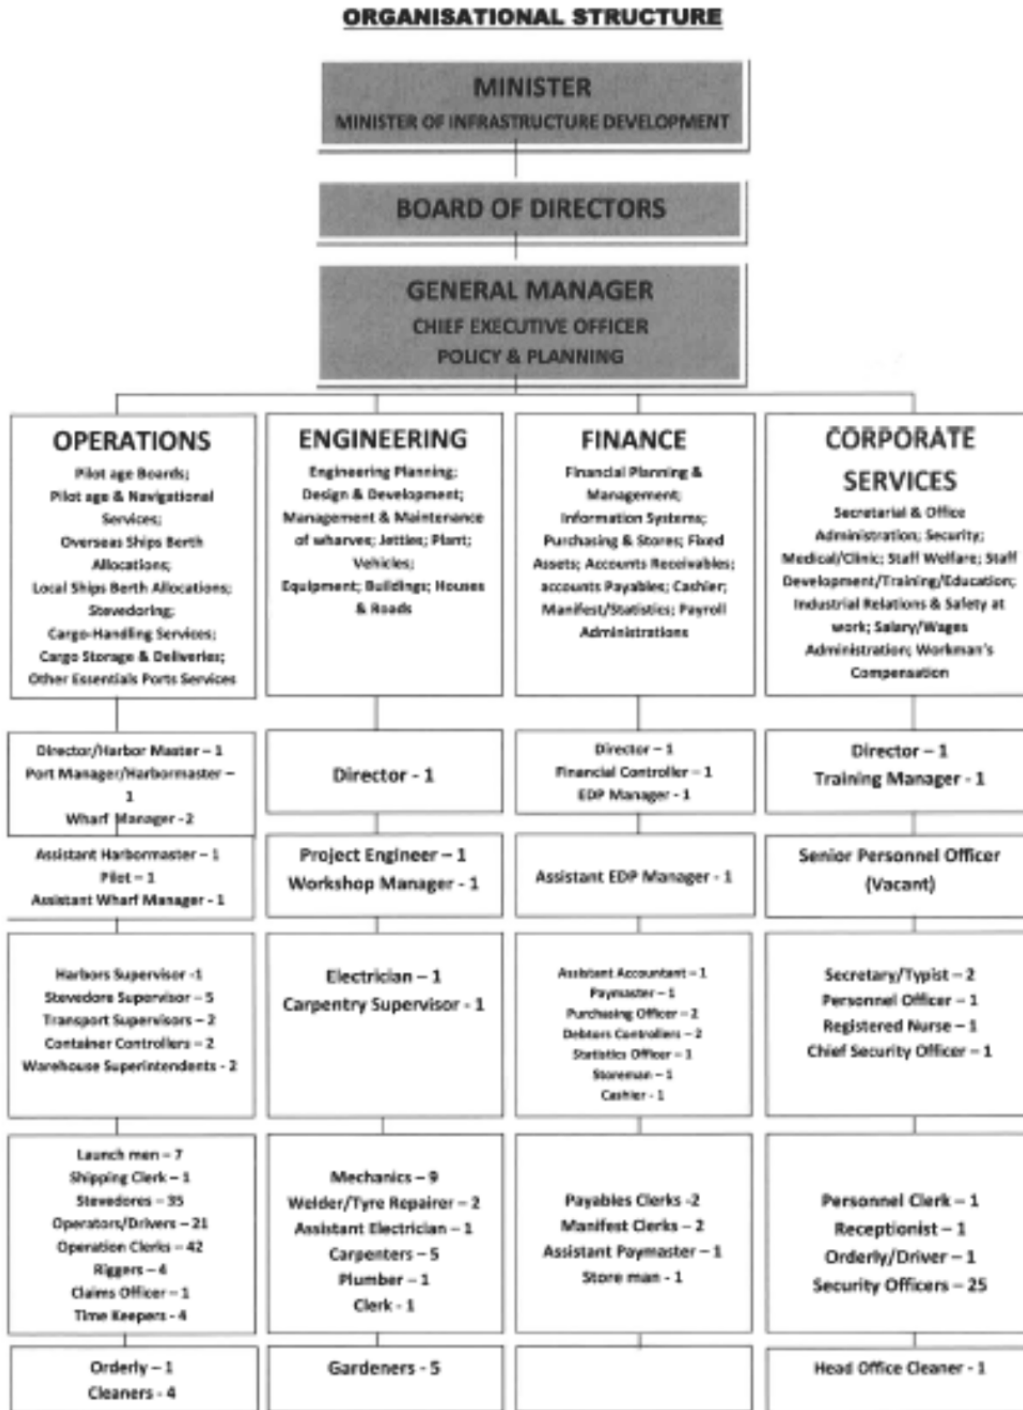 ORGANISATIONAL STRUCTURE
MINISTER
MINISTER OF INFRASTRUCTURE DEVELOPMENT
BOARD OF DIRECTORS
GENERAL MANAGER
CHIEF EXECUTIVE OFFICER
POLICY & PLANNING
OPERATIONS
Pilot age Boards;
Pilot age & Navigational
Services;
Overseas Ships Berth
Allocations;
Local Ships Berth Allocations;
Stevedoring;
Cargo-Handling Services;
Cargo Storage & Deliveries;
Other Essentials Ports Services
ENGINEERING
Engineering Planning;
Design & Development;
Management & Maintenance
of wharves; Jetties; Plant;
Vehicles;
Equipment; Buildings; Houses
& Roads
FINANCE
Financial Planning &
Management;
Information Systems;
Purchasing & Stores; Fixed
Assets; Accounts Receivables;
accounts Payables; Cashier;
Manifest/Statistics; Payroll
Administrations
CORPORATE
SERVICES
Secretarial & Office
Administration; Security;
Medical/Clinic; Staff Welfare; Staff
Development/Training/Education;
Industrial Relations & Safety at
work; Salary/Wages
Administration; Workman's
Compensation
Director/Harbor Master – 1
Port Manager/Harbormaster –
1
Wharf Manager -2
Director - 1
Director – 1
Financial Controller – 1
EDP Manager - 1
Director – 1
Training Manager - 1
Assistant Harbormaster – 1
Pilot – 1
Assistant Wharf Manager - 1
Project Engineer – 1
Workshop Manager - 1
Assistant EDP Manager - 1
Senior Personnel Officer
(Vacant)
Harbors Supervisor -1
Stevedore Supervisor – 5
Transport Supervisors – 2
Container Controllers – 2
Warehouse Superintendents - 2
Electrician – 1
Carpentry Supervisor - 1
Assistant Accountant – 1
Paymaster – 1
Purchasing Officer – 2
Debtors Controllers – 2
Statistics Officer – 1
Storeman – 1
Cashier - 1
Secretary/Typist – 2
Personnel Officer – 1
Registered Nurse – 1
Chief Security Officer – 1
Launch men – 7
Shipping Clerk – 1
Stevedores – 35
Operators/Drivers – 21
Operation Clerks – 42
Riggers – 4
Claims Officer – 1
Time Keepers - 4
Mechanics – 9
Welder/Tyre Repairer – 2
Assistant Electrician – 1
Carpenters – 5
Plumber – 1
Clerk - 1
Payables Clerks -2
Manifest Clerks – 2
Assistant Paymaster – 1
Store man - 1
Personnel Clerk – 1
Receptionist – 1
Orderly/Driver – 1
Security Officers – 25
Orderly – 1
Cleaners - 4
Gardeners - 5
Head Office Cleaner - 1